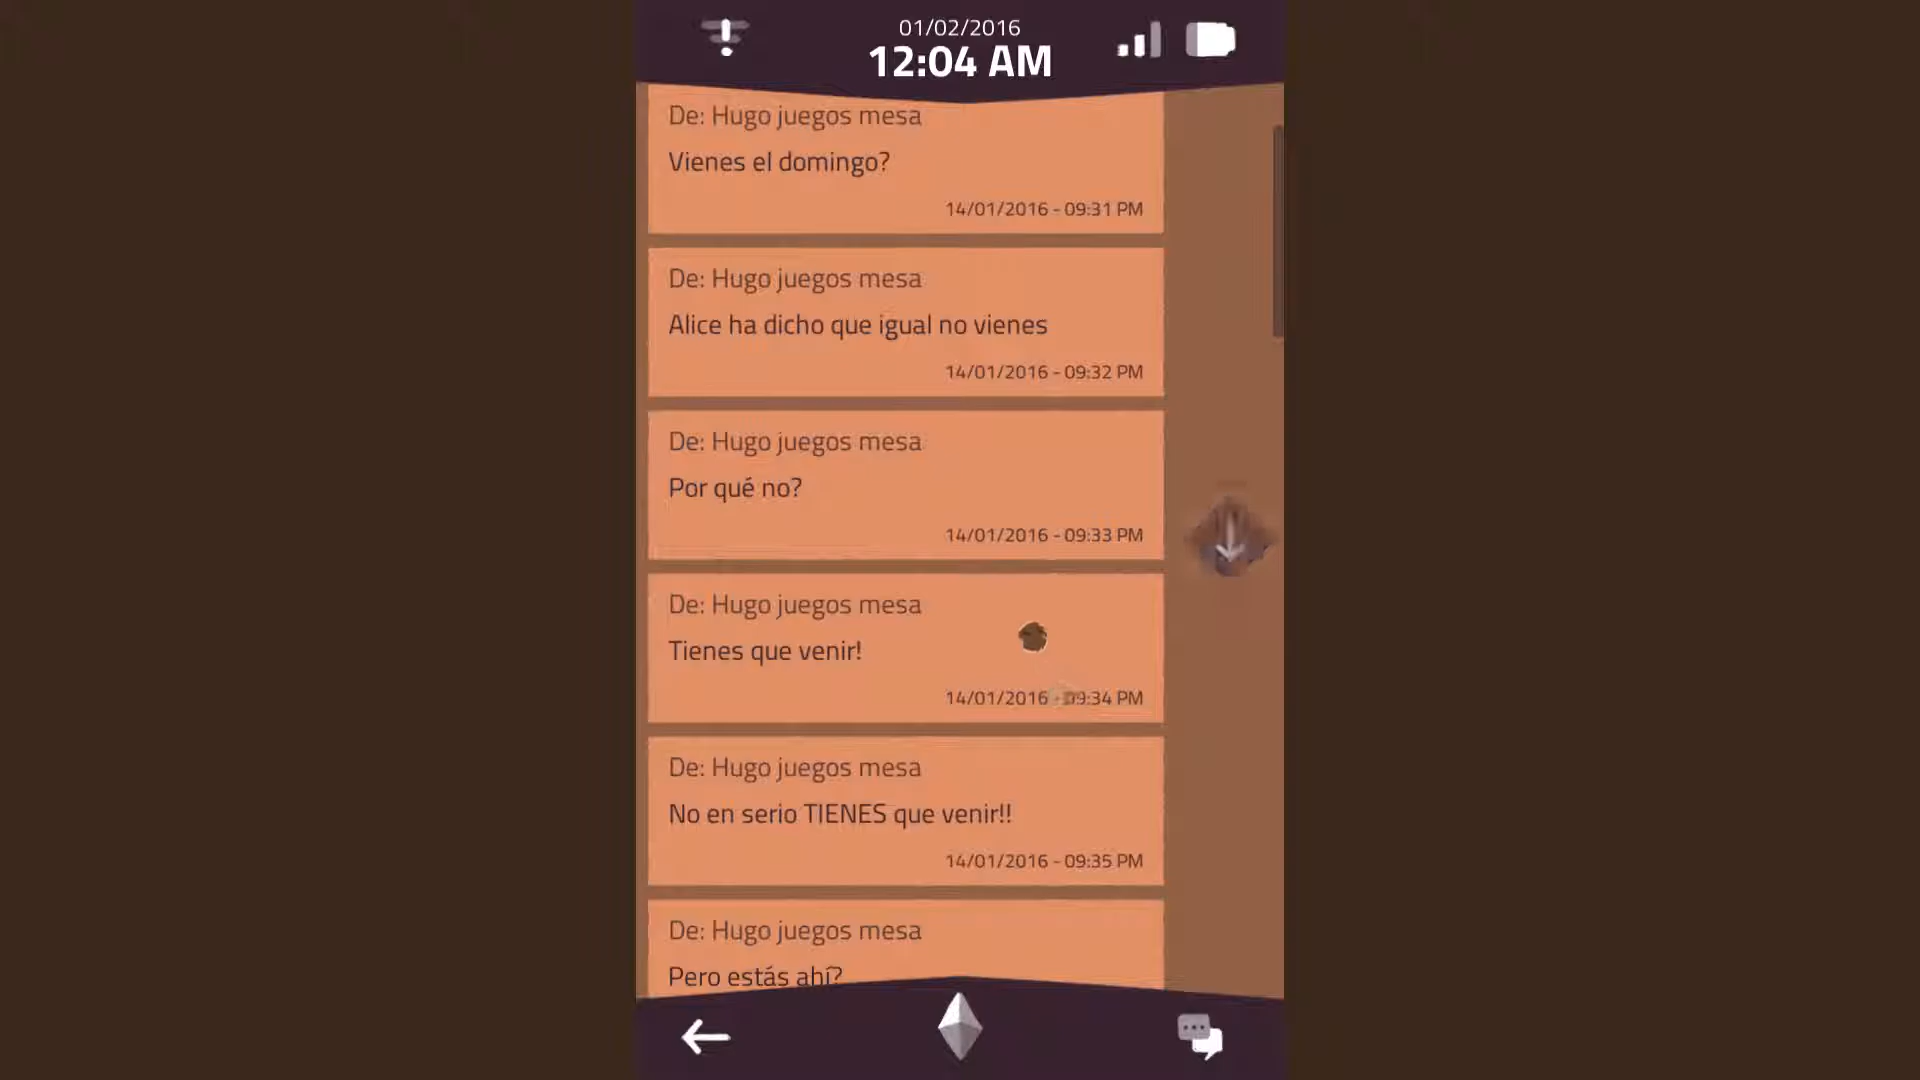 01/02/2016
12:04 AM
De: Hugo juegos mesa
Vienes el domingo?
14/01/2016 - 09:31 PM
De: Hugo juegos mesa
Alice ha dicho que igual no vienes
14/01/2016 - 09:32 PM
De: Hugo juegos mesa
Por qué no?
14/01/2016 - 09:33 PM
De: Hugo juegos mesa
Tienes que venir!
14/01/2016 - 09:34 PM
De: Hugo juegos mesa
No en serio TIENES que venir!!
14/01/2016 - 09:35 PM
De: Hugo juegos mesa
Pero estás ahí?